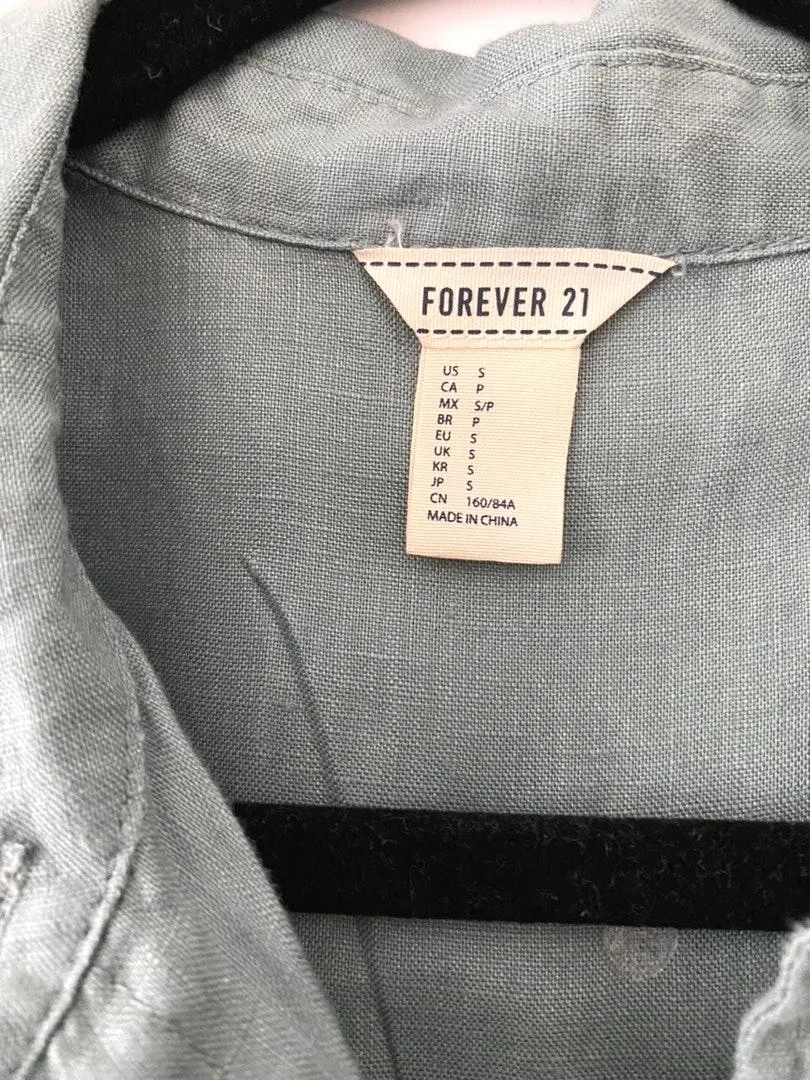 FOREVER 21
US S
CA P
MX S/P
BR P
EU S
UK S
KR S
JP S
CN 160/84A
MADE IN CHINA